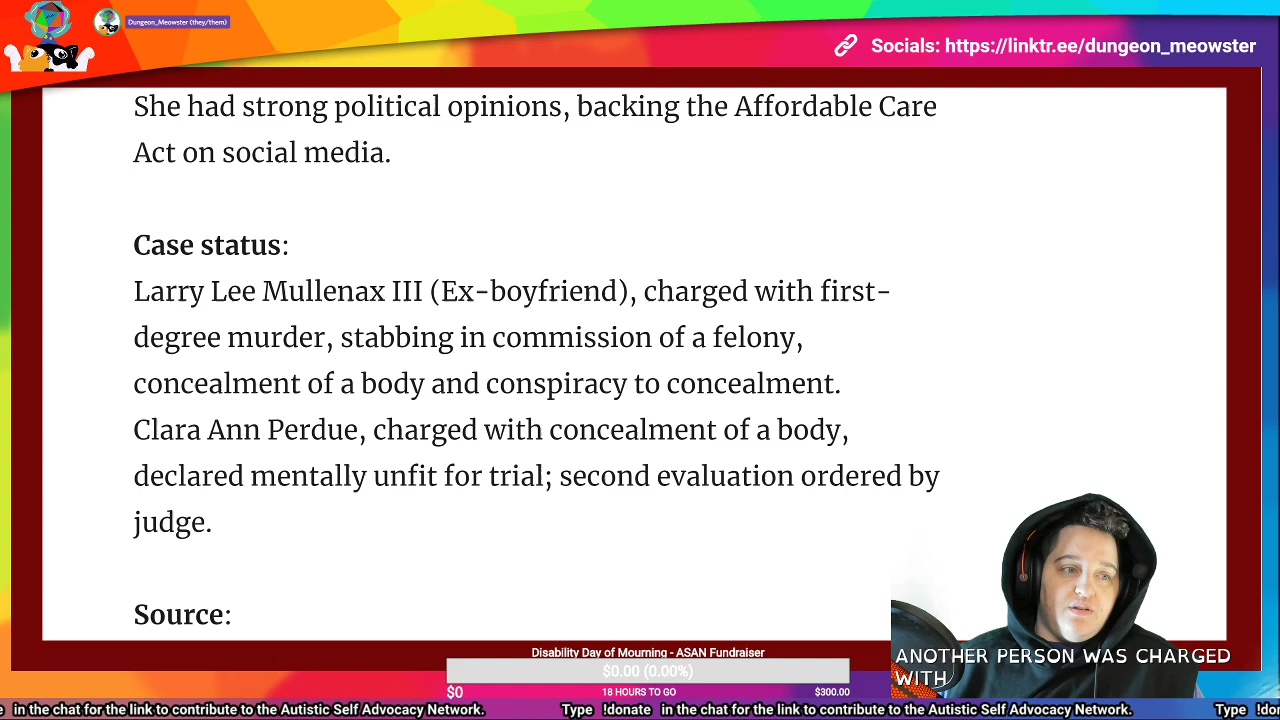 Dungeon_Meowster (they/them)
Socials: https://linktr.ee/dungeon_meowster
She had strong political opinions, backing the Affordable Care
Act on social media.
Case status:
Larry Lee Mullenax III (Ex-boyfriend), charged with first-
degree murder, stabbing in commission of a felony,
concealment of a body and conspiracy to concealment.
Clara Ann Perdue, charged with concealment of a body,
declared mentally unfit for trial; second evaluation ordered by
judge.
Source:
ANOTHER PERSON WAS CHARGED
WITH
Disability Day of Mourning - ASAN Fundraiser
$0.00 (0.00%)
$0 18 HOURS TO GO $300.00
e in the chat for the link to contribute to the Autistic Self Advocacy Network. Type !donate in the chat for the link to contribute to the Autistic Self Advocacy Network. Type !do